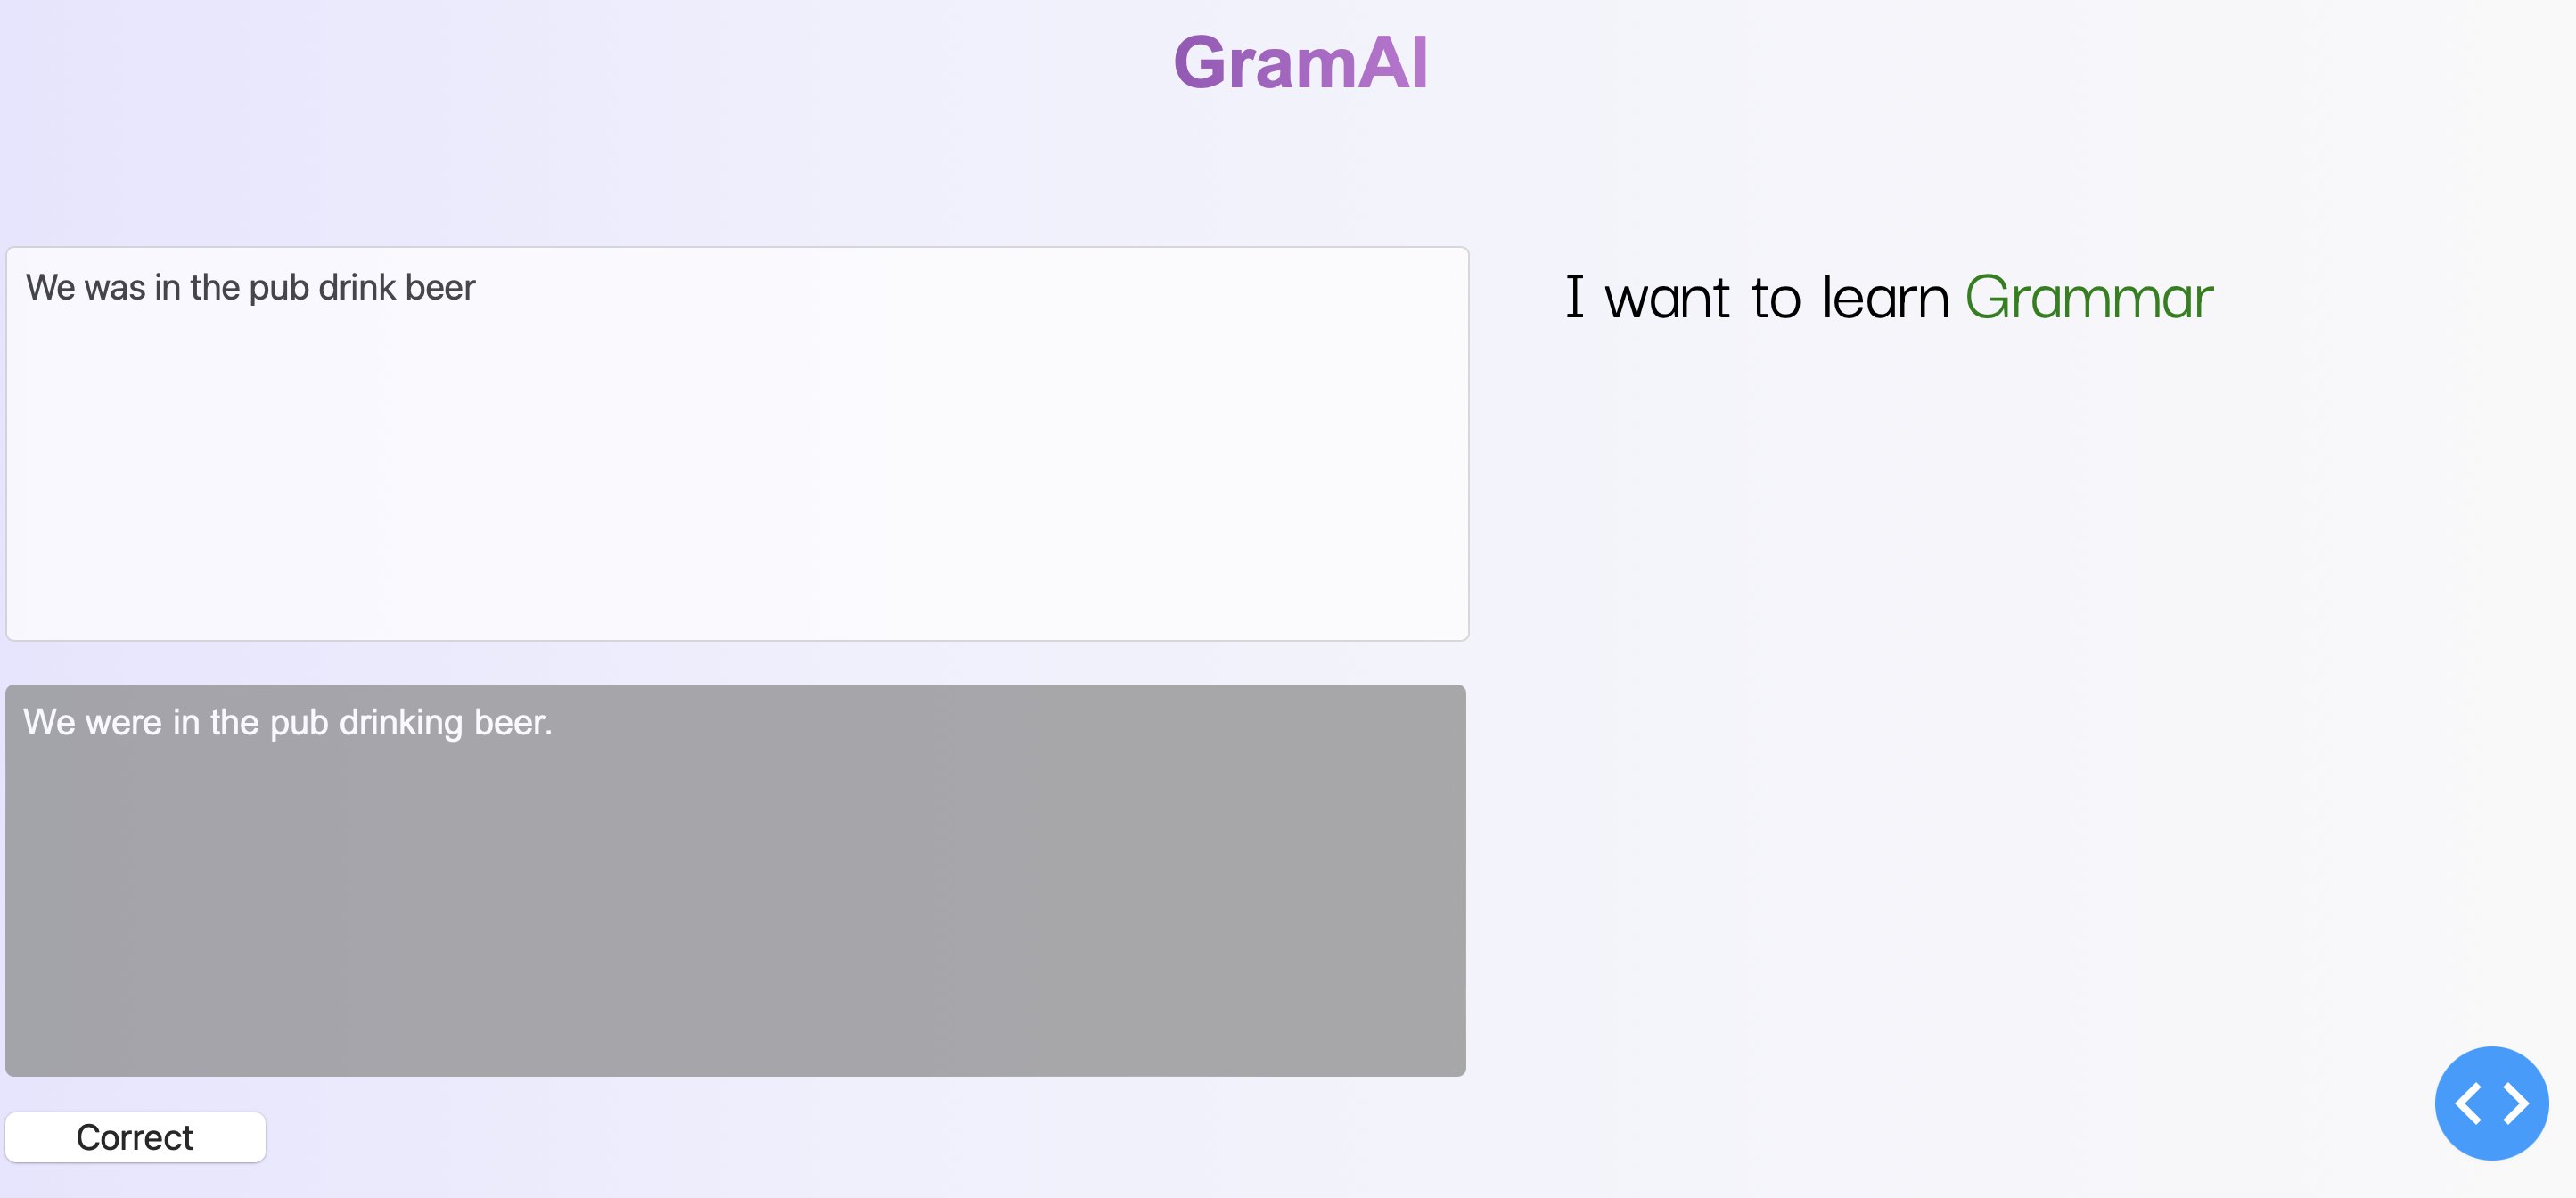 GramAI
We was in the pub drink beer
I want to learn Grammar
We were in the pub drinking beer.
Correct